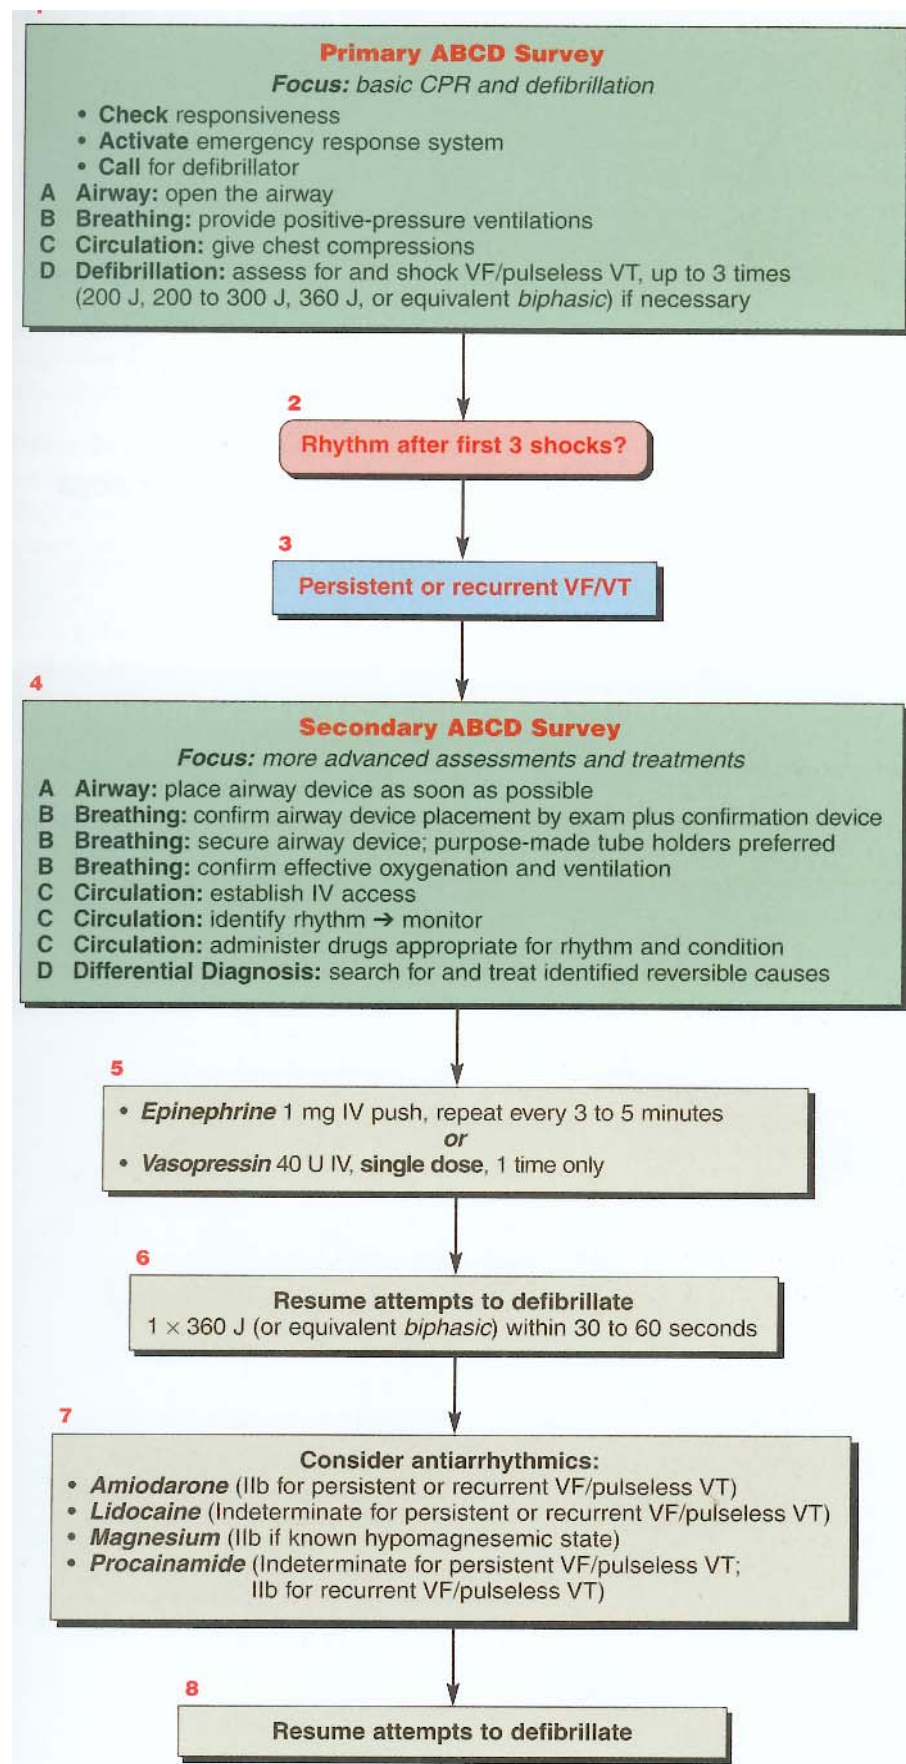 Primary ABCD Survey
Focus: basic CPR and defibrillation
• Check responsiveness
• Activate emergency response system
• Call for defibrillator
A Airway: open the airway
B Breathing: provide positive-pressure ventilations
C Circulation: give chest compressions
D Defibrillation: assess for and shock VF/pulseless VT, up to 3 times
(200 J, 200 to 300 J, 360 J, or equivalent biphasic) if necessary
2
Rhythm after first 3 shocks?
3
Persistent or recurrent VF/VT
4
Secondary ABCD Survey
Focus: more advanced assessments and treatments
A Airway: place airway device as soon as possible
B Breathing: confirm airway device placement by exam plus confirmation device
B Breathing: secure airway device; purpose-made tube holders preferred
B Breathing: confirm effective oxygenation and ventilation
C Circulation: establish IV access
C Circulation: identify rhythm → monitor
C Circulation: administer drugs appropriate for rhythm and condition
D Differential Diagnosis: search for and treat identified reversible causes
5
• Epinephrine 1 mg IV push, repeat every 3 to 5 minutes
or
• Vasopressin 40 U IV, single dose, 1 time only
6
Resume attempts to defibrillate
1 × 360 J (or equivalent biphasic) within 30 to 60 seconds
7
Consider antiarrhythmics:
• Amiodarone (IIb for persistent or recurrent VF/pulseless VT)
• Lidocaine (Indeterminate for persistent or recurrent VF/pulseless VT)
• Magnesium (IIb if known hypomagnesemic state)
• Procainamide (Indeterminate for persistent VF/pulseless VT;
IIb for recurrent VF/pulseless VT)
8
Resume attempts to defibrillate